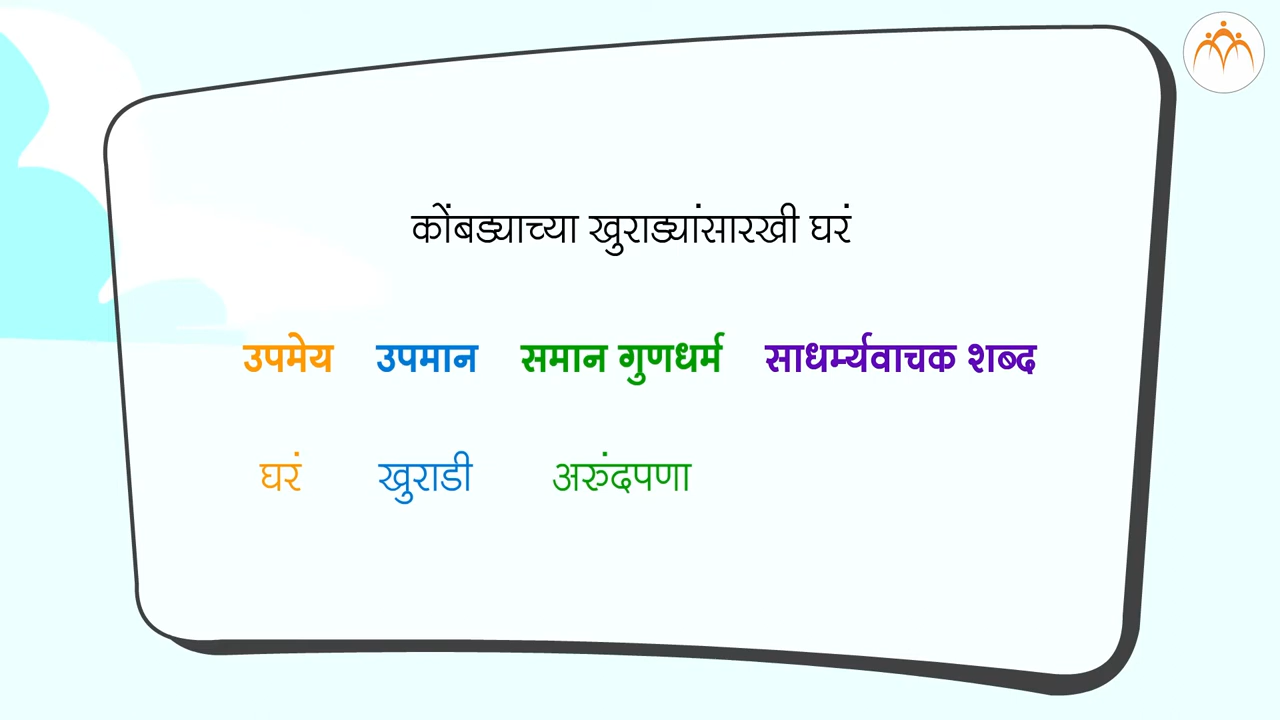 कोंबड्याच्या खुराड्यांसारखी घरं
उपमेय उपमान समान गुणधर्म साधर्म्यवाचक शब्द
घरं खुराडी अरुंदपणा